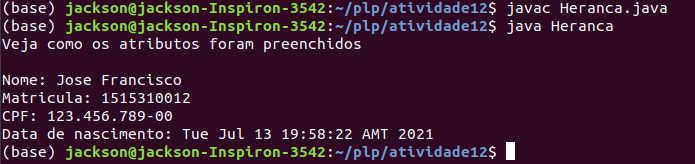 (base) jackson@jackson-Inspiron-3542:~/plp/atividade12$ javac Heranca.java
(base) jackson@jackson-Inspiron-3542:~/plp/atividade12$ java Heranca
Veja como os atributos foram preenchidos
Nome: Jose Francisco
Matricula: 1515310012
CPF: 123.456.789-00
Data de nascimento: Tue Jul 13 19:58:22 AMT 2021
(base) jackson@jackson-Inspiron-3542:~/plp/atividade12$